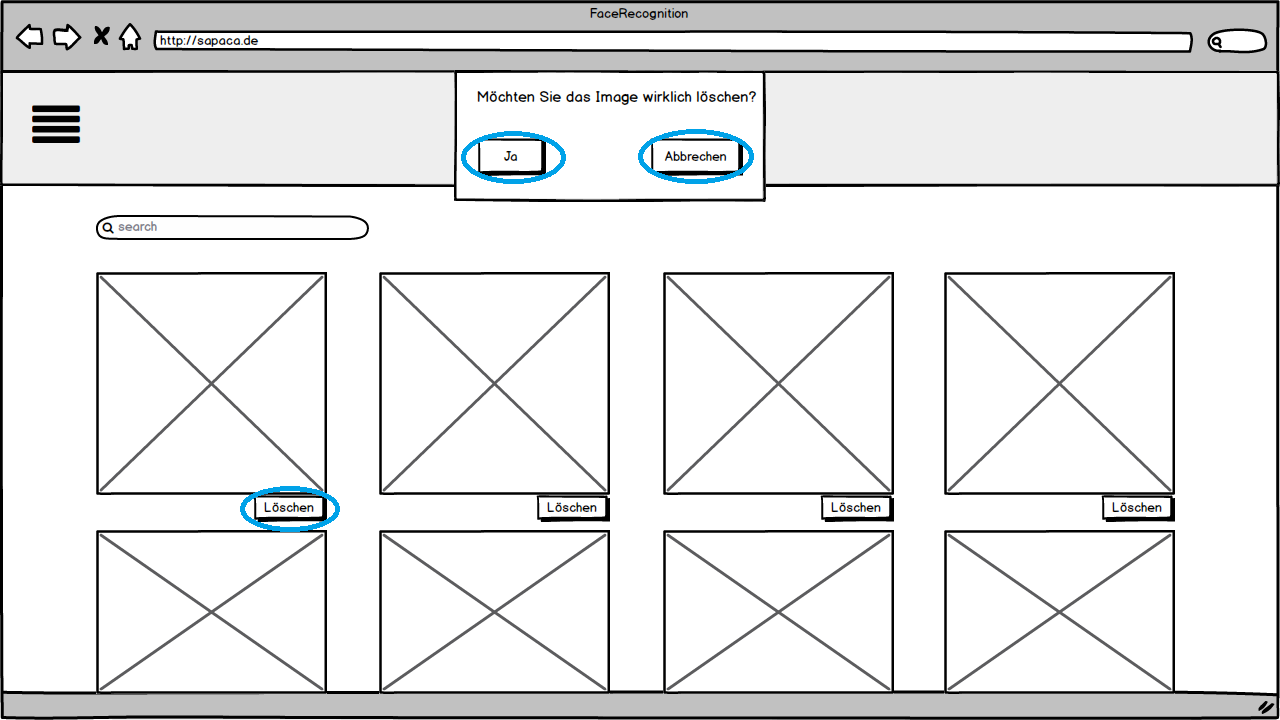 FaceRecognition
http://sapaca.de
Möchten Sie das Image wirklich löschen?
Ja Abbrechen
search
Löschen Löschen Löschen Löschen